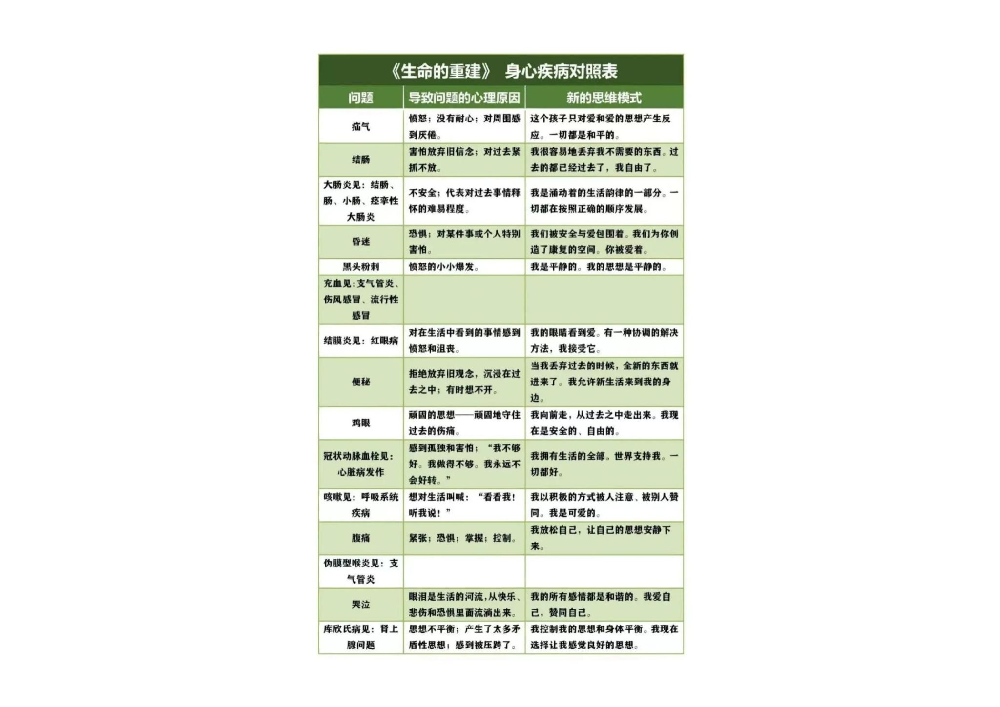 《生命的重建》 身心疾病对照表
问题 导致问题的心理原因 新的思维模式
疝气
愤怒；没有耐心；对周围感
到厌倦。
这个孩子只对爱和爱的思想产生反
应。一切都是和平的。
结肠
害怕放弃旧信念；对过去紧
抓不放。
我很容易地丢弃我不需要的东西。过
去的都已经过去了，我自由了。
大肠炎见：结肠、
肠、小肠、痉挛性
大肠炎
不安全；代表对过去事情释
怀的难易程度。
我是涌动着的生活韵律的一部分。一
切都在按照正确的顺序发展。
昏迷
恐惧；对某件事或个人特别
害怕。
我们被安全与爱包围着。我们为你创
造了康复的空间。你被爱着。
黑头粉刺
愤怒的小小爆发。
我是平静的。我的思想是平静的。
充血见:支气管炎、
伤风感冒、流行性
感冒
结膜炎见：红眼病
对在生活中看到的事情感到
愤怒和沮丧。
我的眼睛看到爱。有一种协调的解决
方法，我接受它。
便秘
拒绝放弃旧观念，沉浸在过
去之中；有时想不开。
当我丢弃过去的时候，全新的东西就
进来了。我允许新生活来到我的身
边。
鸡眼
顽固的思想——顽固地守住
过去的伤痛。
我向前走，从过去之中走出来。我现
在是安全的、自由的。
冠状动脉血栓见：
心脏病发作
感到孤独和害怕；“我不够
好。我做得不够。我永远不
会好转。”
我拥有生活的全部。世界支持我。一
切都好。
咳嗽见：呼吸系统
疾病
想对生活叫喊：“看看我！
听我说！”
我以积极的方式被人注意、被别人赞
同。我是可爱的。
腹痛
紧张；恐惧；掌握；控制。
我放松自己，让自己的思想安静下
来。
伪膜型喉炎见：支
气管炎
哭泣
眼泪是生活的河流，从快乐、
悲伤和恐惧里面流淌出来。
我的所有感情都是和谐的。我爱自
己，赞同自己。
库欣氏病见：肾上
腺问题
思想不平衡；产生了太多矛
盾性思想；感到被压跨了。
我控制我的思想和身体平衡。我现在
选择让我感觉良好的思想。